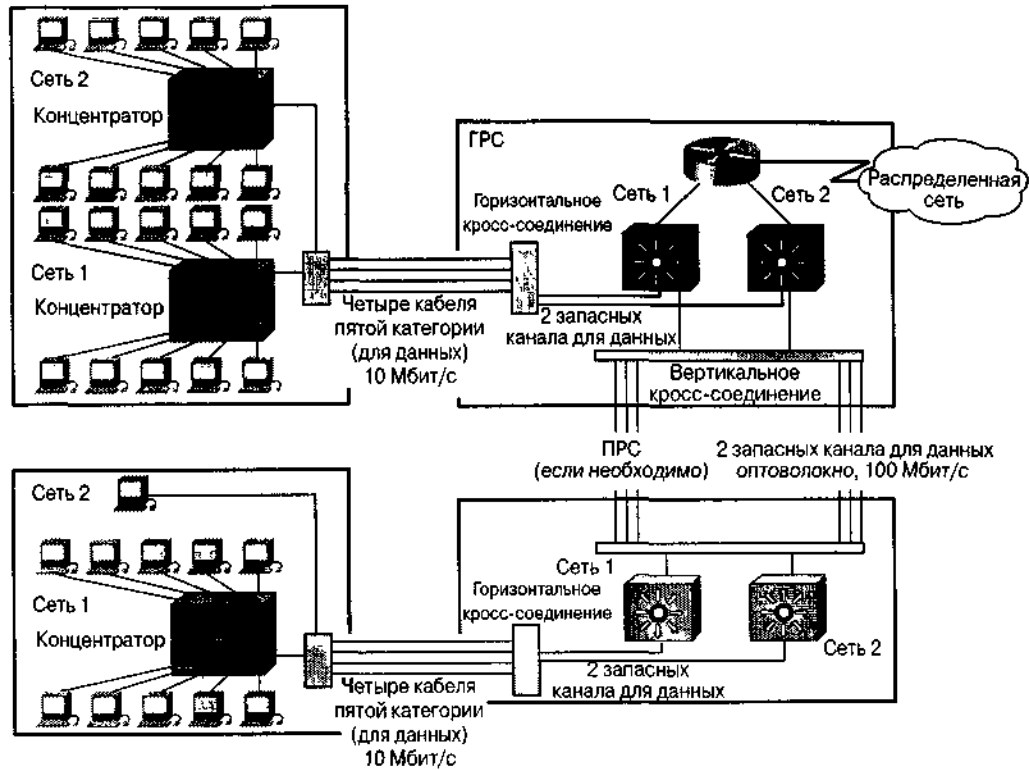 Сеть 2
Концентратор
Сеть 1
Концентратор
Четыре кабеля
пятой категории
(для данных)
10 Мбит/с
ГРС
Горизонтальное
кросс-соединение
Сеть 1
Сеть 2
Распределенная
сеть
2 запасных
канала для данных
Вертикальное
кросс-соединение
ПРС
(если необходимо)
2 запасных канала для данных
оптоволокно, 100 Мбит/с
Сеть 2
Сеть 1
Концентратор
Четыре кабеля
пятой категории
(для данных)
10 Мбит/с
Сеть 1
Горизонтальное
кросс-соединение
Сеть 2
2 запасных
канала для данных